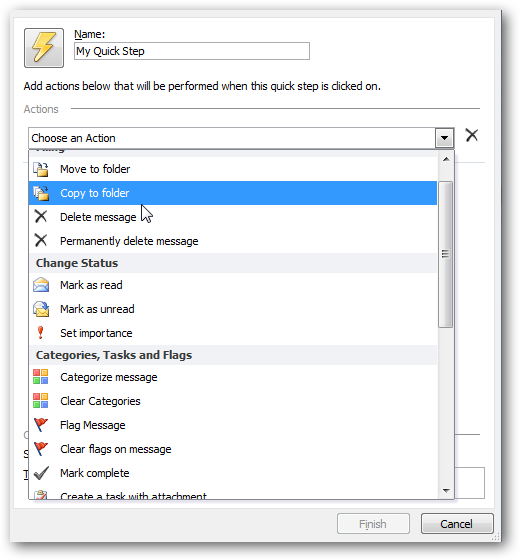 Name:
My Quick Step
Add actions below that will be performed when this quick step is clicked on.
Actions
Choose an Action
Filing
Move to folder
Copy to folder
Delete message
Permanently delete message
Change Status
Mark as read
Mark as unread
Set importance
Categories, Tasks and Flags
Categorize message
Clear Categories
Flag Message
Clear flags on message
Mark complete
Create a task with attachment
Finish
Cancel